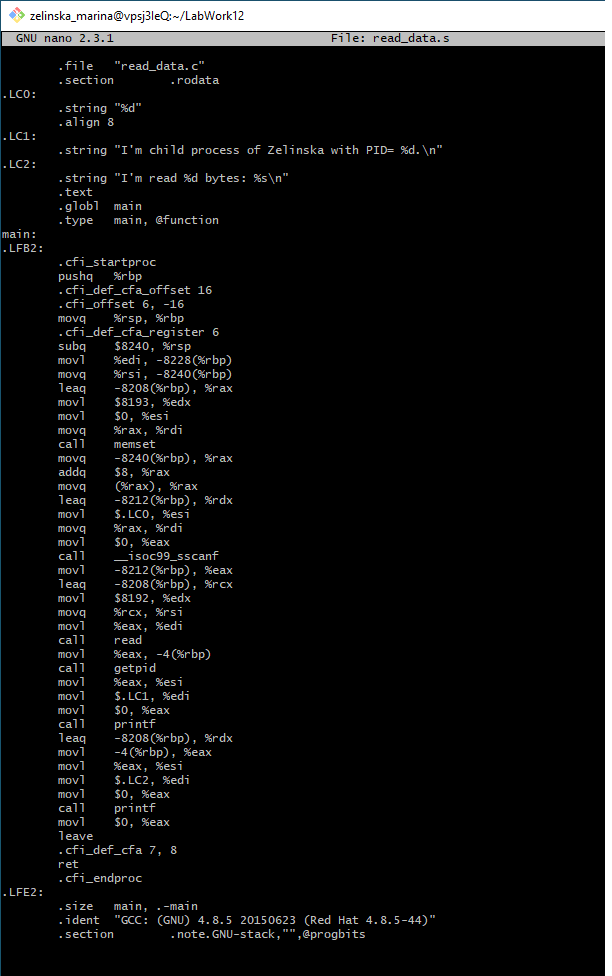 zelinska_marina@vpsj3IeQ:~/LabWork12
GNU nano 2.3.1 File: read_data.s
.file "read_data.c"
.section .rodata
.LC0:
.string "%d"
.align 8
.LC1:
.string "I'm child process of Zelinska with PID= %d.\n"
.LC2:
.string "I'm read %d bytes: %s\n"
.text
.globl main
.type main, @function
main:
.LFB2:
.cfi_startproc
pushq %rbp
.cfi_def_cfa_offset 16
.cfi_offset 6, -16
movq %rsp, %rbp
.cfi_def_cfa_register 6
subq $8240, %rsp
movl %edi, -8228(%rbp)
movq %rsi, -8240(%rbp)
leaq -8208(%rbp), %rax
movl $8193, %edx
movl $0, %esi
movq %rax, %rdi
call memset
movq -8240(%rbp), %rax
addq $8, %rax
movq (%rax), %rax
leaq -8212(%rbp), %rdx
movl $.LC0, %esi
movq %rax, %rdi
movl $0, %eax
call __isoc99_sscanf
movl -8212(%rbp), %eax
leaq -8208(%rbp), %rcx
movl $8192, %edx
movq %rcx, %rsi
movl %eax, %edi
call read
movl %eax, -4(%rbp)
call getpid
movl %eax, %esi
movl $.LC1, %edi
movl $0, %eax
call printf
leaq -8208(%rbp), %rdx
movl -4(%rbp), %eax
movl %eax, %esi
movl $.LC2, %edi
movl $0, %eax
call printf
movl $0, %eax
leave
.cfi_def_cfa 7, 8
ret
.cfi_endproc
.LFE2:
.size main, .-main
.ident "GCC: (GNU) 4.8.5 20150623 (Red Hat 4.8.5-44)"
.section .note.GNU-stack,"",@progbits